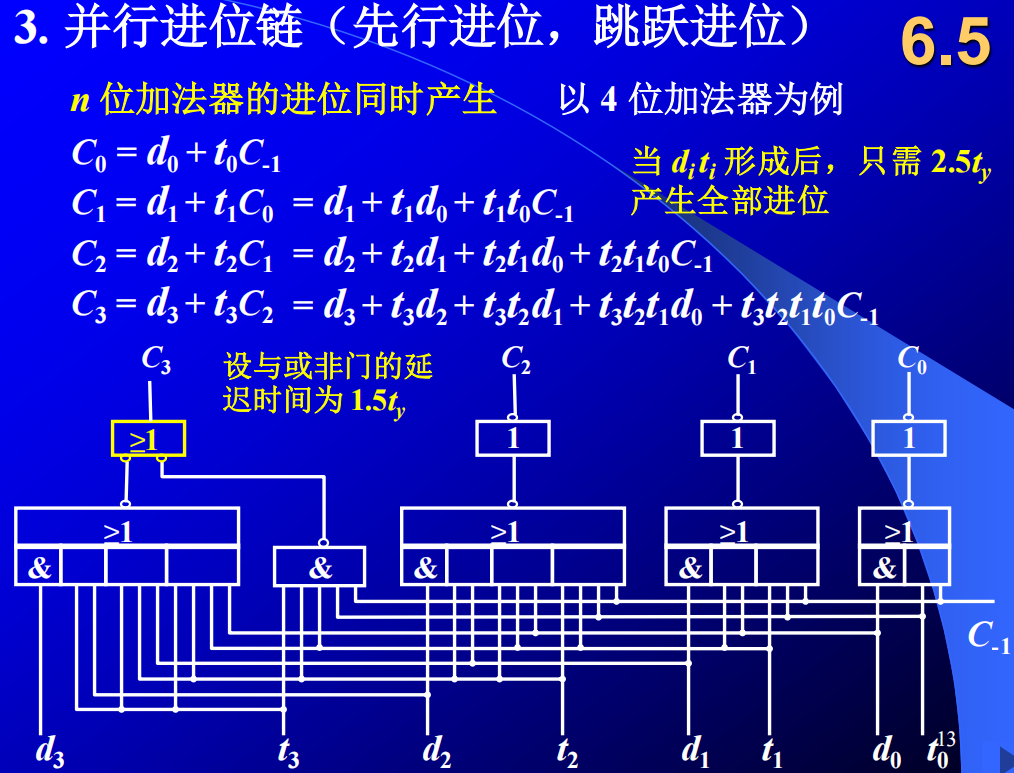 3. 并行进位链（先行进位，跳跃进位） 6.5
n 位加法器的进位同时产生 以 4 位加法器为例
C₀ = d₀ + t₀C₋₁
当 dᵢtᵢ 形成后，只需 2.5t_y
产生全部进位
C₁ = d₁ + t₁C₀ = d₁ + t₁d₀ + t₁t₀C₋₁
C₂ = d₂ + t₂C₁ = d₂ + t₂d₁ + t₂t₁d₀ + t₂t₁t₀C₋₁
C₃ = d₃ + t₃C₂ = d₃ + t₃d₂ + t₃t₂d₁ + t₃t₂t₁d₀ + t₃t₂t₁t₀C₋₁
C₃ C₂ C₁ C₀
设与或非门的延
迟时间为 1.5t_y
≥1 1 1 1
≥1 ≥1 ≥1 ≥1
& & & & &
C₋₁
d₃ t₃ d₂ t₂ d₁ t₁ d₀ t₀
13